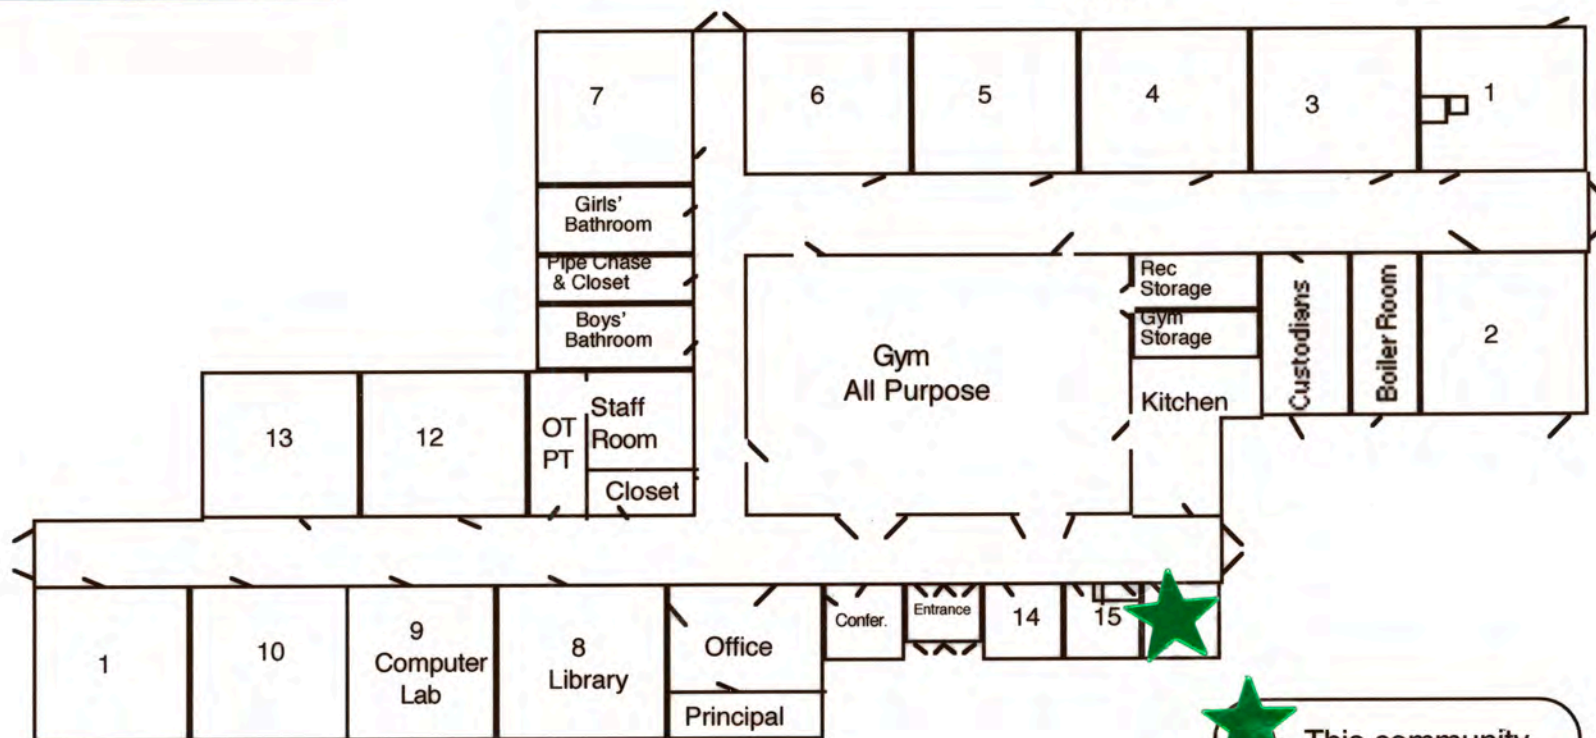 7
6
5
4
3
1
Girls'
Bathroom
Pipe Chase
& Closet
Boys'
Bathroom
Rec
Storage
Gym
Storage
Custodians
Boiler Room
2
Gym
All Purpose
Kitchen
13
12
OT
PT
Staff
Room
Closet
1
10
9
Computer
Lab
8
Library
Office
Principal
Confer.
Entrance
14
15
This community